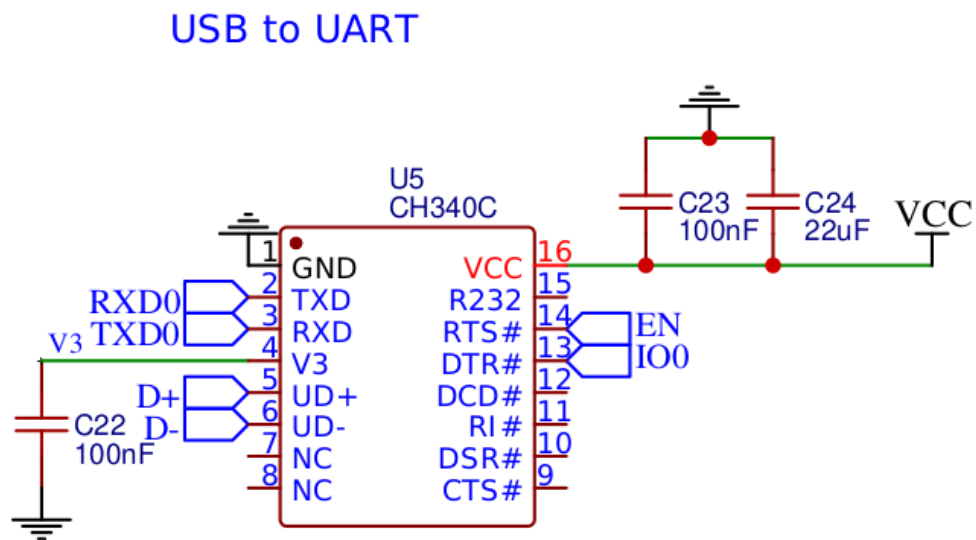 USB to UART
U5
CH340C
C23
100nF
C24
22uF
VCC
1 GND
VCC 16
RXD0 2 TXD
R232 15
TXD0 3 RXD
RTS# 14 EN
V3 4 V3
DTR# 13 IO0
D+ 5 UD+
DCD# 12
D- 6 UD-
RI# 11
C22
100nF
7 NC
DSR# 10
8 NC
CTS# 9